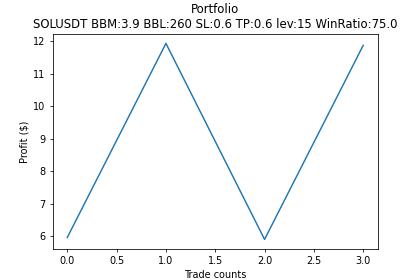 Portfolio
SOLUSDT BBM:3.9 BBL:260 SL:0.6 TP:0.6 lev:15 WinRatio:75.0
Profit ($)
12
11
10
9
8
7
6
0.0 0.5 1.0 1.5 2.0 2.5 3.0
Trade counts